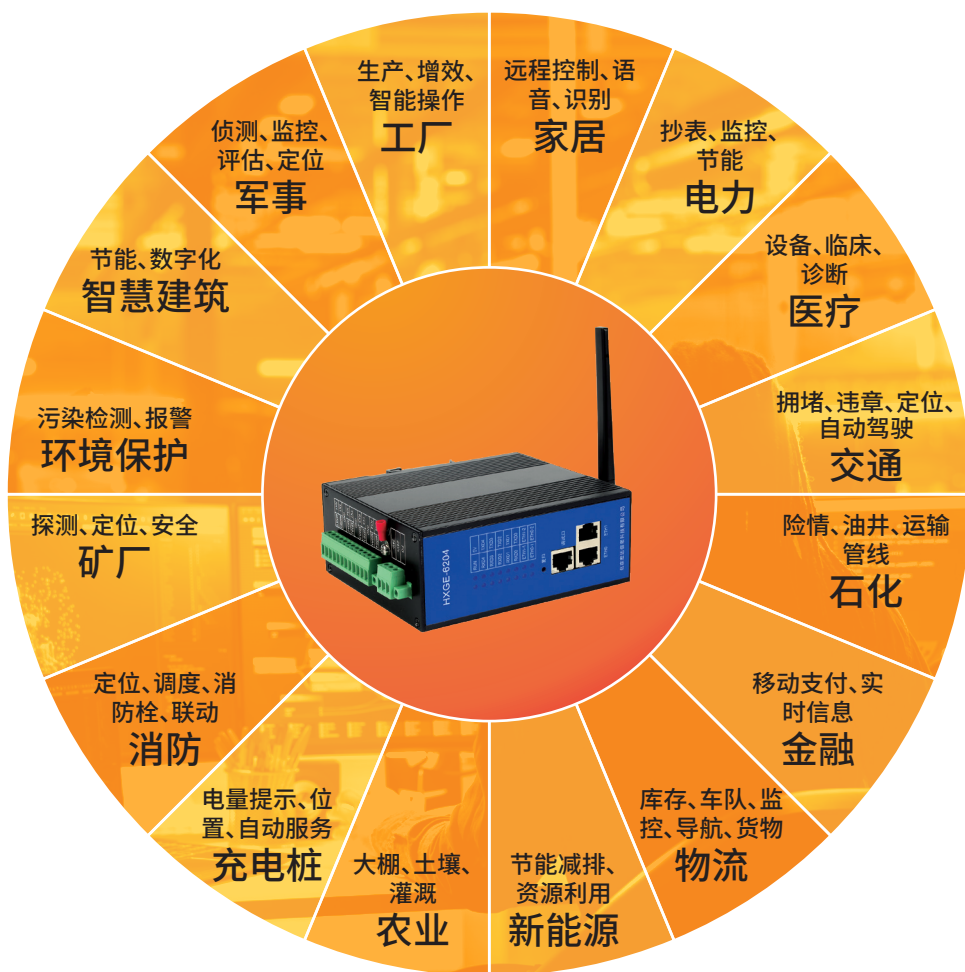 生产、增效、
智能操作
工厂
远程控制、语
音、识别
家居
抄表、监控、
节能
电力
设备、临床、
诊断
医疗
拥堵、违章、定位、
自动驾驶
交通
险情、油井、运输
管线
石化
移动支付、实
时信息
金融
库存、车队、监
控、导航、货物
物流
节能减排、
资源利用
新能源
大棚、土壤、
灌溉
农业
电量提示、位
置、自动服务
充电桩
定位、调度、消
防栓、联动
消防
探测、定位、安全
矿厂
污染检测、报警
环境保护
节能、数字化
智慧建筑
侦测、监控、
评估、定位
军事
HXGE-6204